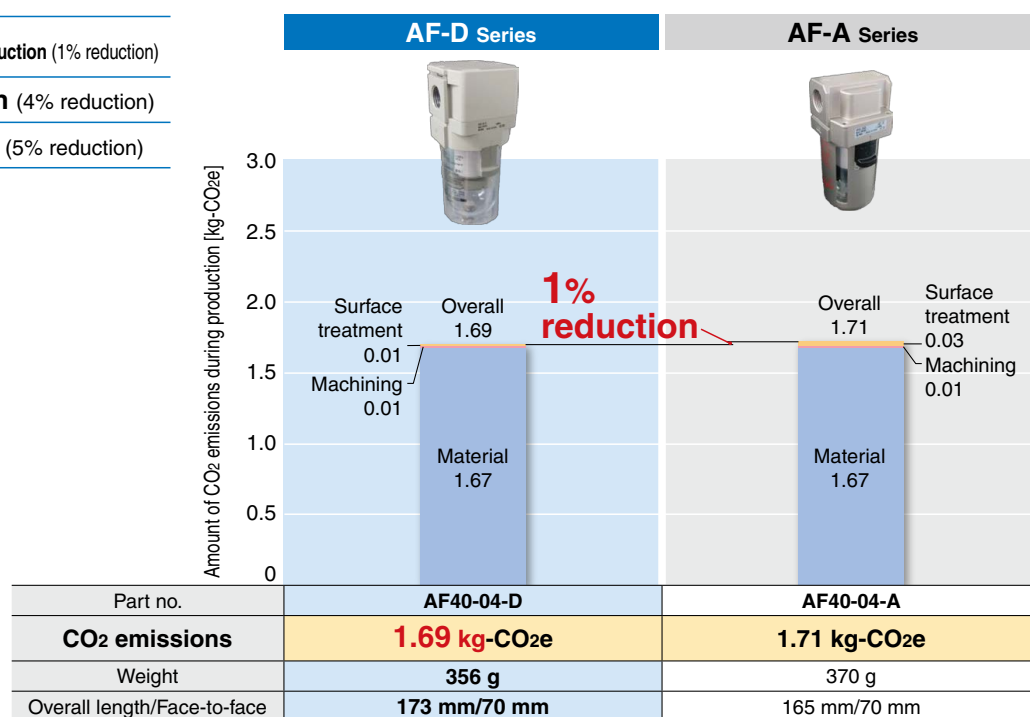 uction (1% reduction)
n (4% reduction)
(5% reduction)
AF-D Series
AF-A Series
Amount of CO2 emissions during production [kg-CO2e]
3.0
2.5
2.0
1.5
1.0
0.5
0
Surface
treatment
0.01
Machining
0.01
Overall
1.69
Material
1.67
1%
reduction
Overall
1.71
Surface
treatment
0.03
Machining
0.01
Material
1.67
Part no. AF40-04-D AF40-04-A
CO2 emissions 1.69 kg-CO2e 1.71 kg-CO2e
Weight 356 g 370 g
Overall length/Face-to-face 173 mm/70 mm 165 mm/70 mm